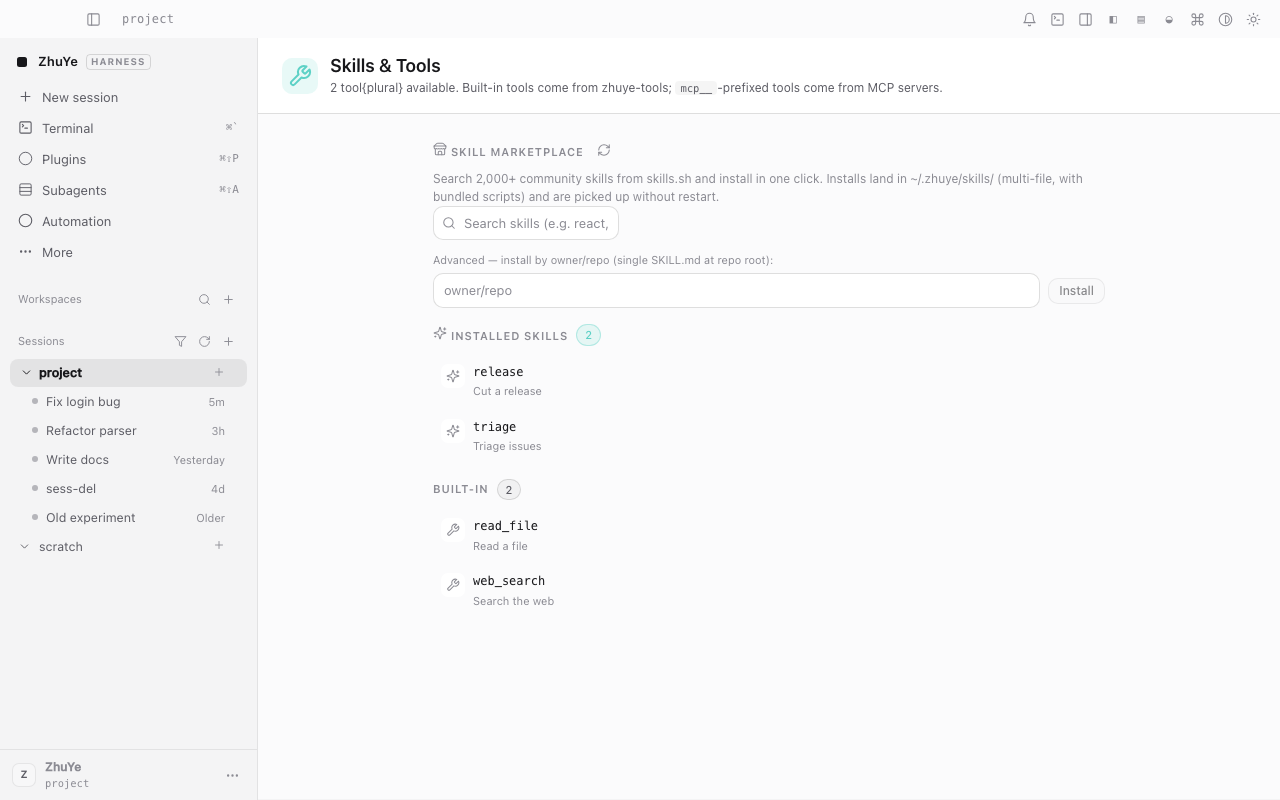 project
ZhuYe HARNESS
New session
Terminal ⌘`
Plugins ⌘⇧P
Subagents ⌘⇧A
Automation
More
Workspaces
Sessions
project
Fix login bug 5m
Refactor parser 3h
Write docs Yesterday
sess-del 4d
Old experiment Older
scratch
Z ZhuYe
project
Skills & Tools
2 tool{plural} available. Built-in tools come from zhuye-tools; mcp__ -prefixed tools come from MCP servers.
SKILL MARKETPLACE
Search 2,000+ community skills from skills.sh and install in one click. Installs land in ~/.zhuye/skills/ (multi-file, with
bundled scripts) and are picked up without restart.
Search skills (e.g. react,
Advanced — install by owner/repo (single SKILL.md at repo root):
owner/repo Install
INSTALLED SKILLS 2
release
Cut a release
triage
Triage issues
BUILT-IN 2
read_file
Read a file
web_search
Search the web